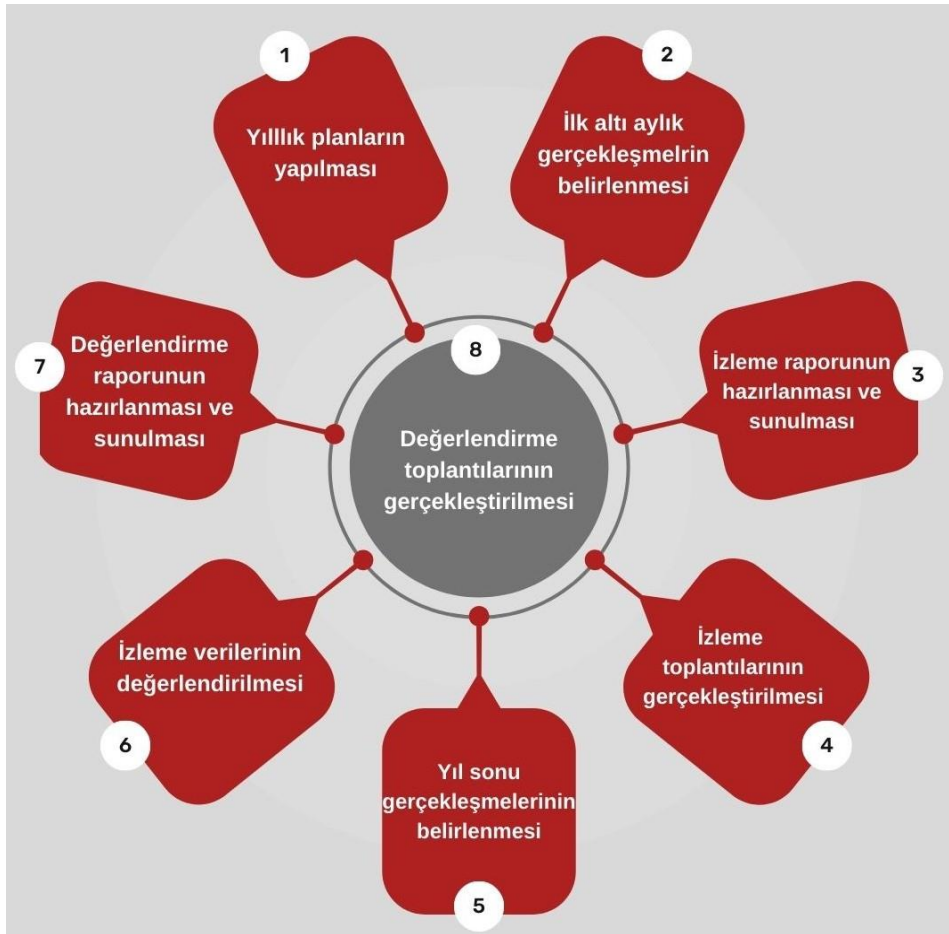 1
Yılllık planların
yapılması
2
İlk altı aylık
gerçekleşmelrin
belirlenmesi
3
İzleme raporunun
hazırlanması ve
sunulması
4
İzleme
toplantılarının
gerçekleştirilmesi
5
Yıl sonu
gerçekleşmelerinin
belirlenmesi
6
İzleme verilerinin
değerlendirilmesi
7
Değerlendirme
raporunun
hazırlanması ve
sunulması
8
Değerlendirme
toplantılarının
gerçekleştirilmesi